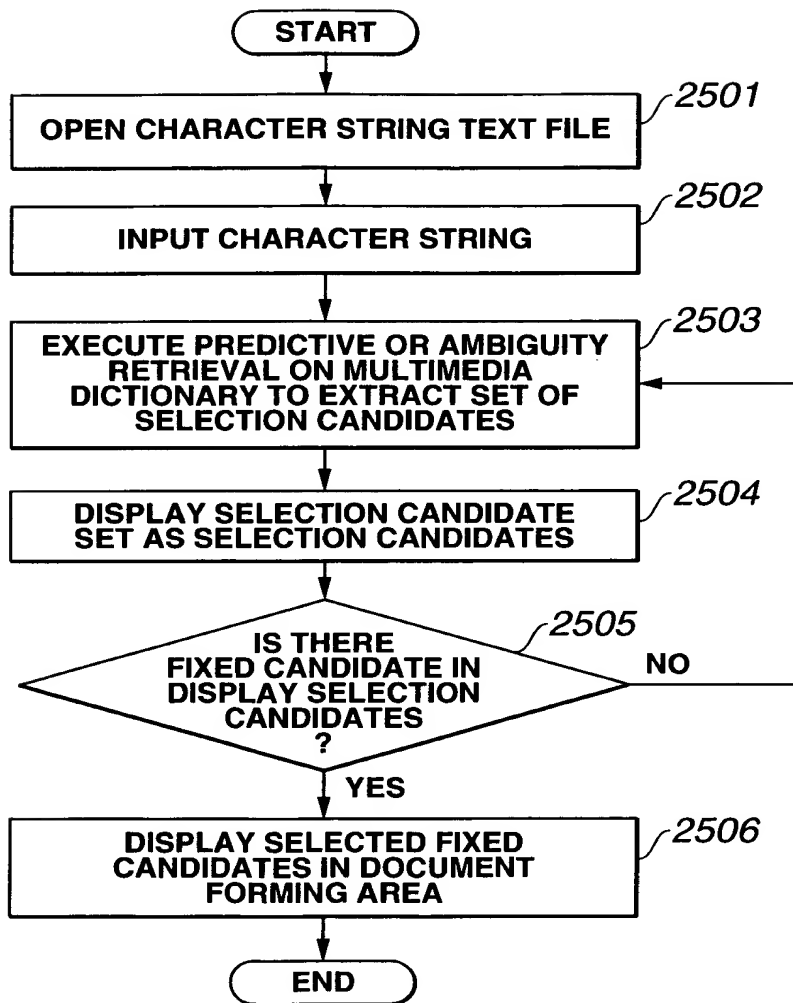 START
2501
OPEN CHARACTER STRING TEXT FILE
2502
INPUT CHARACTER STRING
2503
EXECUTE PREDICTIVE OR AMBIGUITY
RETRIEVAL ON MULTIMEDIA
DICTIONARY TO EXTRACT SET OF
SELECTION CANDIDATES
2504
DISPLAY SELECTION CANDIDATE
SET AS SELECTION CANDIDATES
2505
IS THERE
FIXED CANDIDATE IN
DISPLAY SELECTION
CANDIDATES
?
NO
YES
2506
DISPLAY SELECTED FIXED
CANDIDATES IN DOCUMENT
FORMING AREA
END